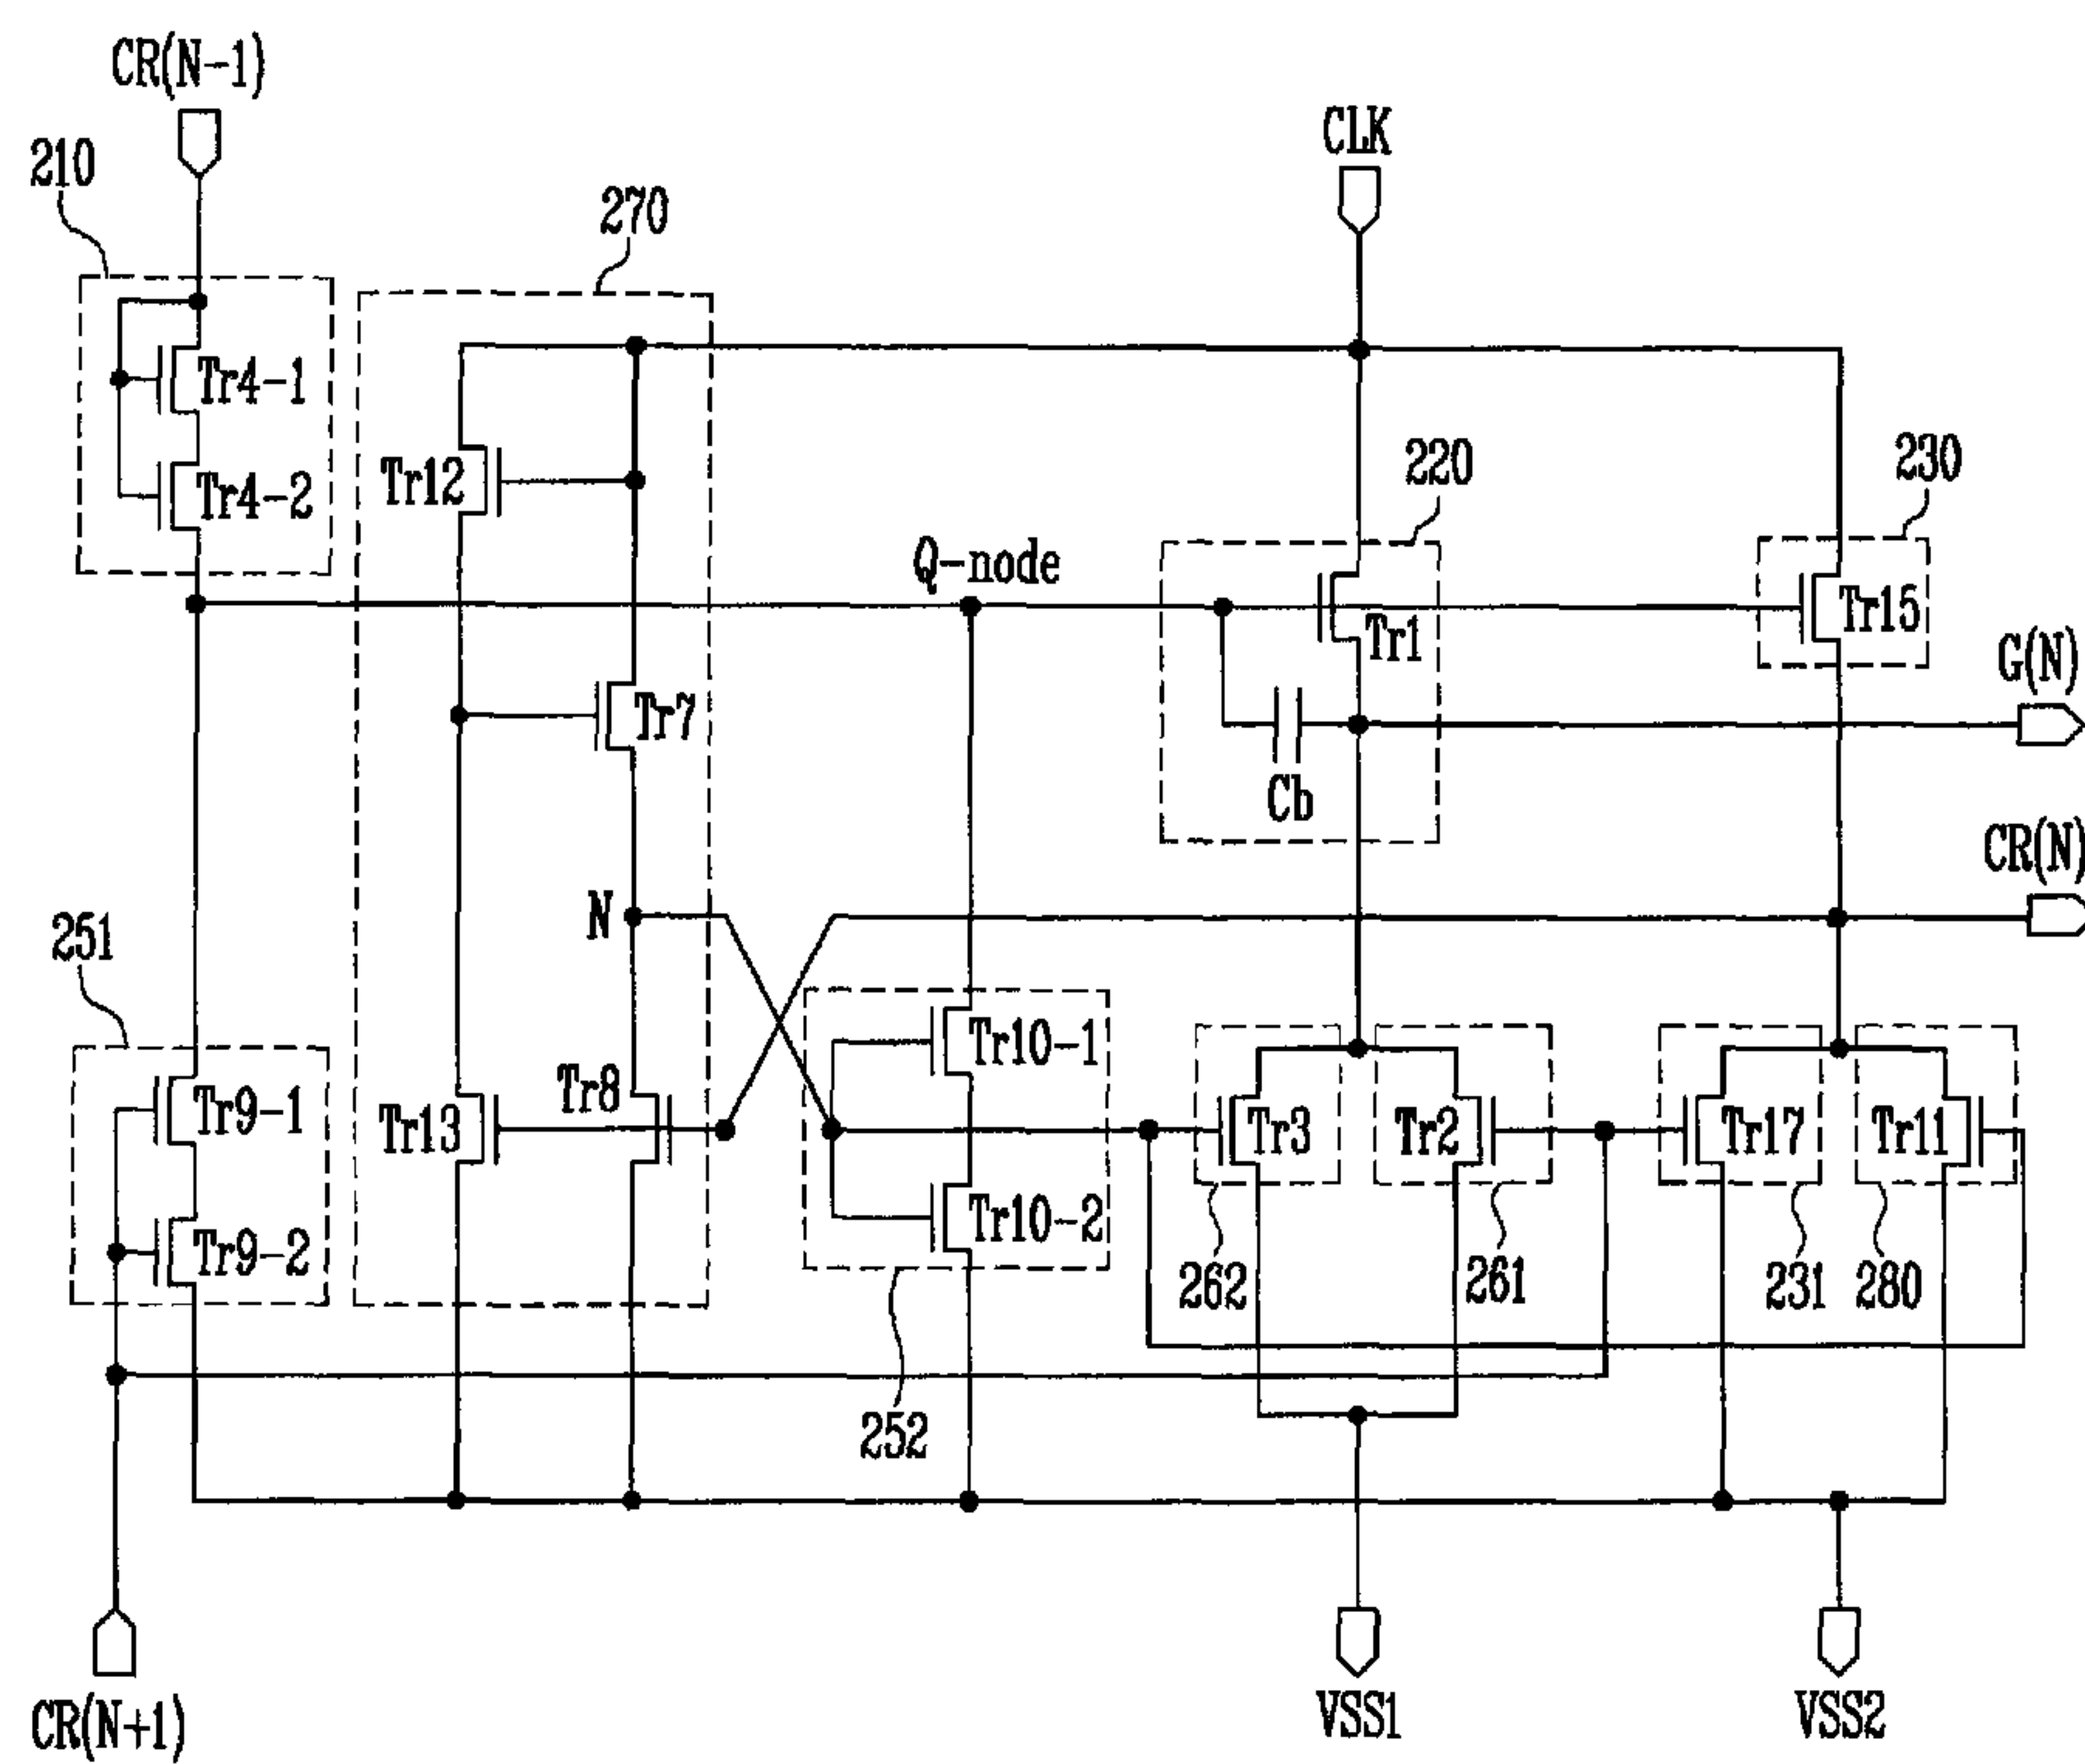 CR(N-1)
CLK
210
270
Tr4-1
220
230
Tr12
Tr4-2
Q-node
Tr15
Tr1
G(N)
Tr7
Cb
CR(N)
N
251
Tr10-1
Tr8
Tr9-1
Tr13
Tr3
Tr2
Tr17
Tr11
Tr10-2
Tr9-2
262
261
231
280
252
CR(N+1)
VSS1
VSS2